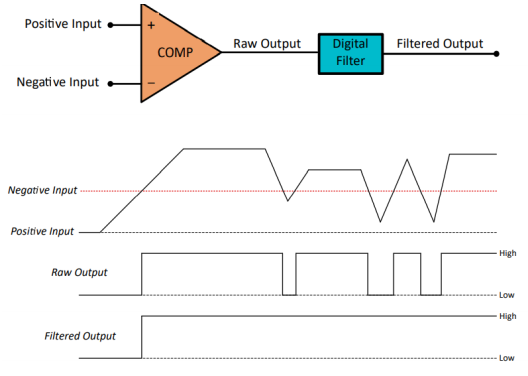 Positive Input
+
COMP
Raw Output
Digital
Filter
Filtered Output
Negative Input
−
Negative Input
Positive Input
High
Raw Output
Low
High
Filtered Output
Low